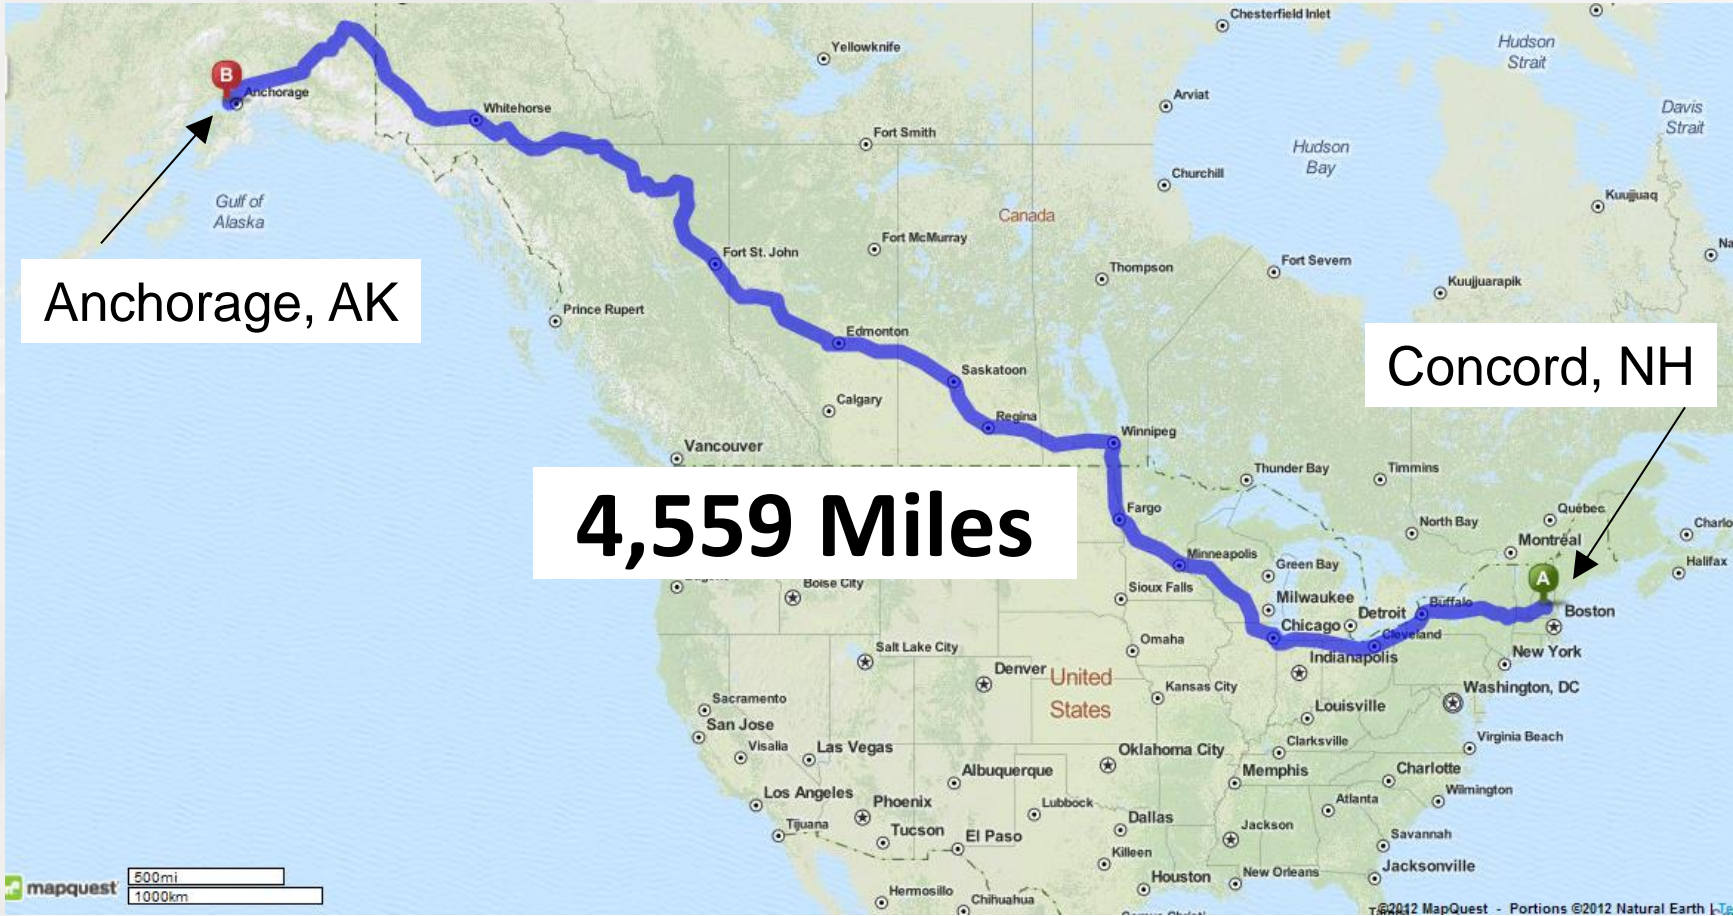 Chesterfield Inlet
Hudson
Strait
Yellowknife
B
Anchorage
Arviat
Davis
Strait
Whitehorse
Fort Smith
Hudson
Bay
Churchill
Kuujjuaq
Gulf of
Alaska
Canada
Fort McMurray
Na
Fort St. John
Thompson
Fort Severn
Kuujjuarapik
Anchorage, AK
Prince Rupert
Edmonton
Concord, NH
Saskatoon
Calgary
Regina
Winnipeg
Vancouver
Thunder Bay
Timmins
4,559 Miles
Fargo
Québec
North Bay
Charlo
Montréal
Minneapolis
Green Bay
Halifax
A
Boise City
Sioux Falls
Milwaukee
Detroit
Buffalo
Boston
Chicago
Cleveland
Omaha
Salt Lake City
Indianapolis
New York
Denver
United
States
Kansas City
Washington, DC
Sacramento
Louisville
San Jose
Virginia Beach
Visalia
Las Vegas
Clarksville
Oklahoma City
Albuquerque
Memphis
Charlotte
Los Angeles
Phoenix
Lubbock
Atlanta
Wilmington
Tijuana
Tucson
El Paso
Dallas
Jackson
Savannah
Killeen
Jacksonville
500mi
mapquest
1000km
Houston
New Orleans
Hermosillo
Chihuahua
©2012 MapQuest - Portions ©2012 Natural Earth | Te